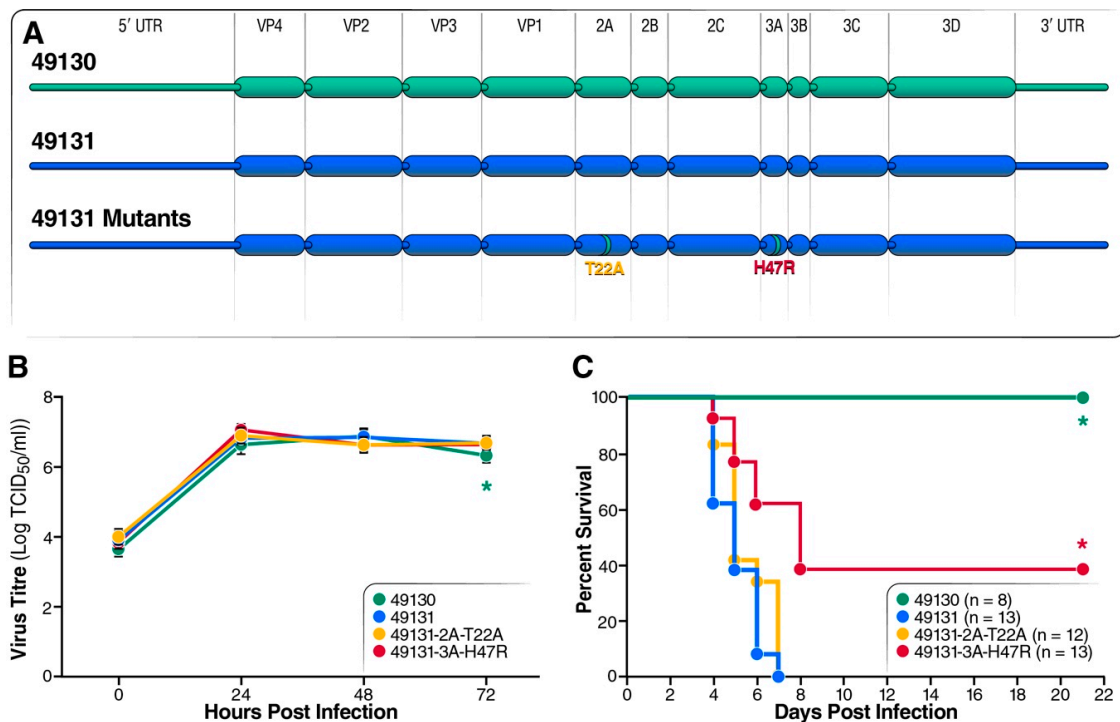 A
5′ UTR VP4 VP2 VP3 VP1 2A 2B 2C 3A 3B 3C 3D 3′ UTR
49130
49131
49131 Mutants
T22A H47R
B
Virus Titre (Log TCID50/ml))
8
6
4
2
0
*
49130
49131
49131-2A-T22A
49131-3A-H47R
0 24 48 72
Hours Post Infection
C
Percent Survival
100
80
60
40
20
0
*
*
49130 (n = 8)
49131 (n = 13)
49131-2A-T22A (n = 12)
49131-3A-H47R (n = 13)
0 2 4 6 8 10 12 14 16 18 20 22
Days Post Infection